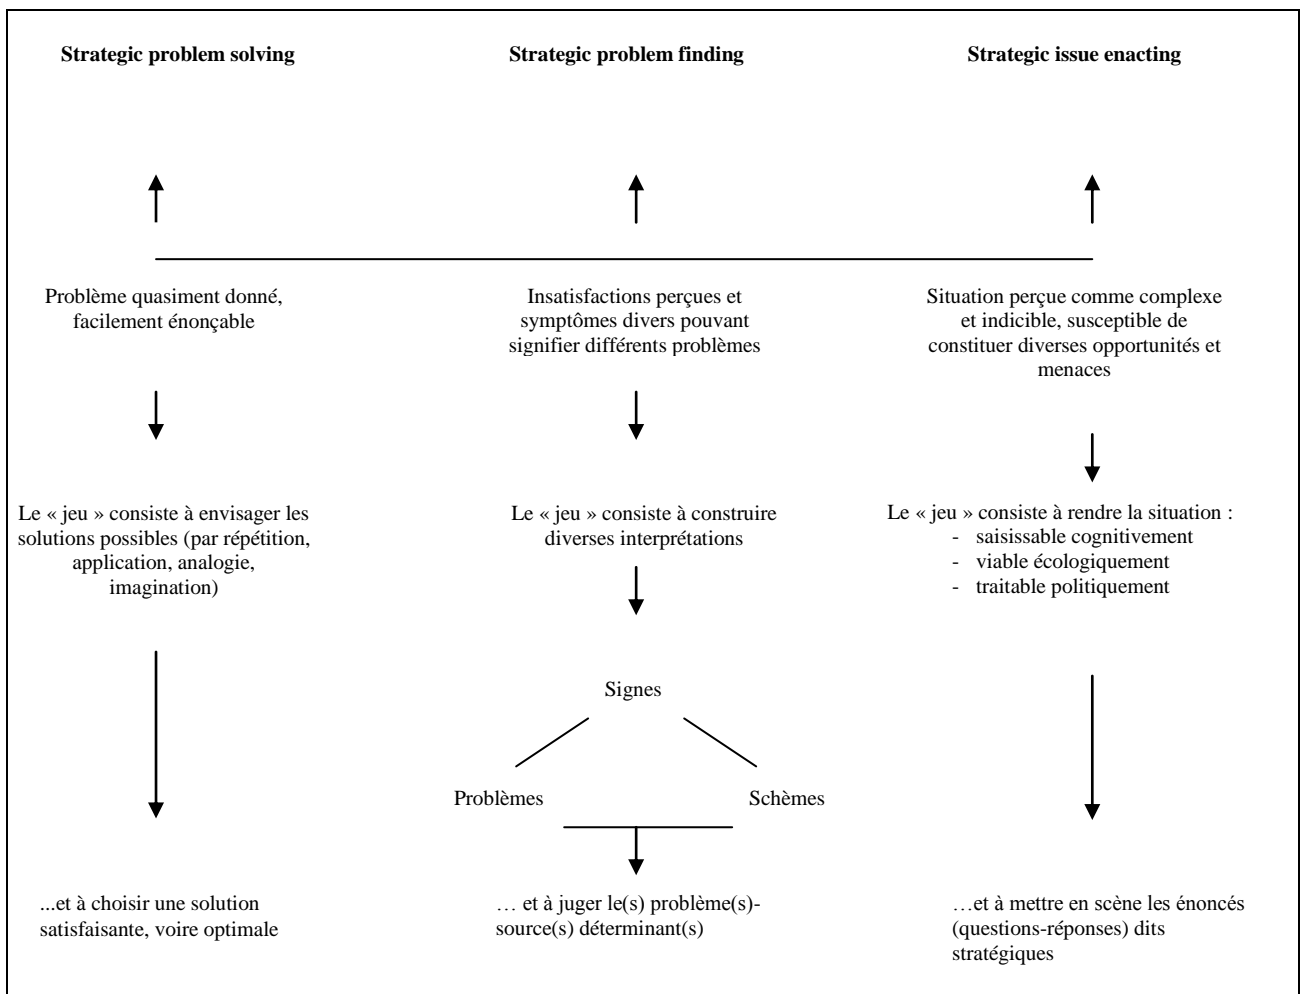 Strategic problem solving
Strategic problem finding
Strategic issue enacting
Problème quasiment donné,
facilement énonçable
Insatisfactions perçues et
symptômes divers pouvant
signifier différents problèmes
Situation perçue comme complexe
et indicible, susceptible de
constituer diverses opportunités et
menaces
Le « jeu » consiste à envisager les
solutions possibles (par répétition,
application, analogie,
imagination)
Le « jeu » consiste à construire
diverses interprétations
Le « jeu » consiste à rendre la situation :
- saisissable cognitivement
- viable écologiquement
- traitable politiquement
Signes
Problèmes
Schèmes
...et à choisir une solution
satisfaisante, voire optimale
… et à juger le(s) problème(s)-
source(s) déterminant(s)
…et à mettre en scène les énoncés
(questions-réponses) dits
stratégiques